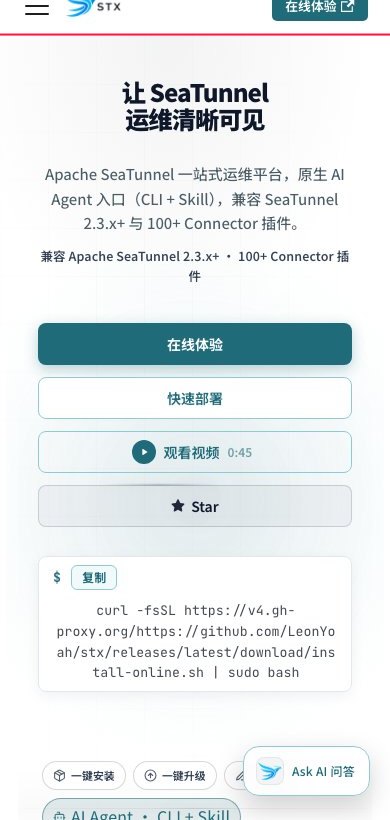 STX
在线体验
让 SeaTunnel
运维清晰可见
Apache SeaTunnel 一站式运维平台，原生 AI
Agent 入口（CLI + Skill），兼容 SeaTunnel
2.3.x+ 与 100+ Connector 插件。
兼容 Apache SeaTunnel 2.3.x+ · 100+ Connector 插
件
在线体验
快速部署
观看视频 0:45
Star
$ 复制
curl -fsSL https://v4.gh-
proxy.org/https://github.com/LeonYo
ah/stx/releases/latest/download/ins
tall-online.sh | sudo bash
一键安装 一键升级
Ask AI 问答
AI Agent · CLI + Skill